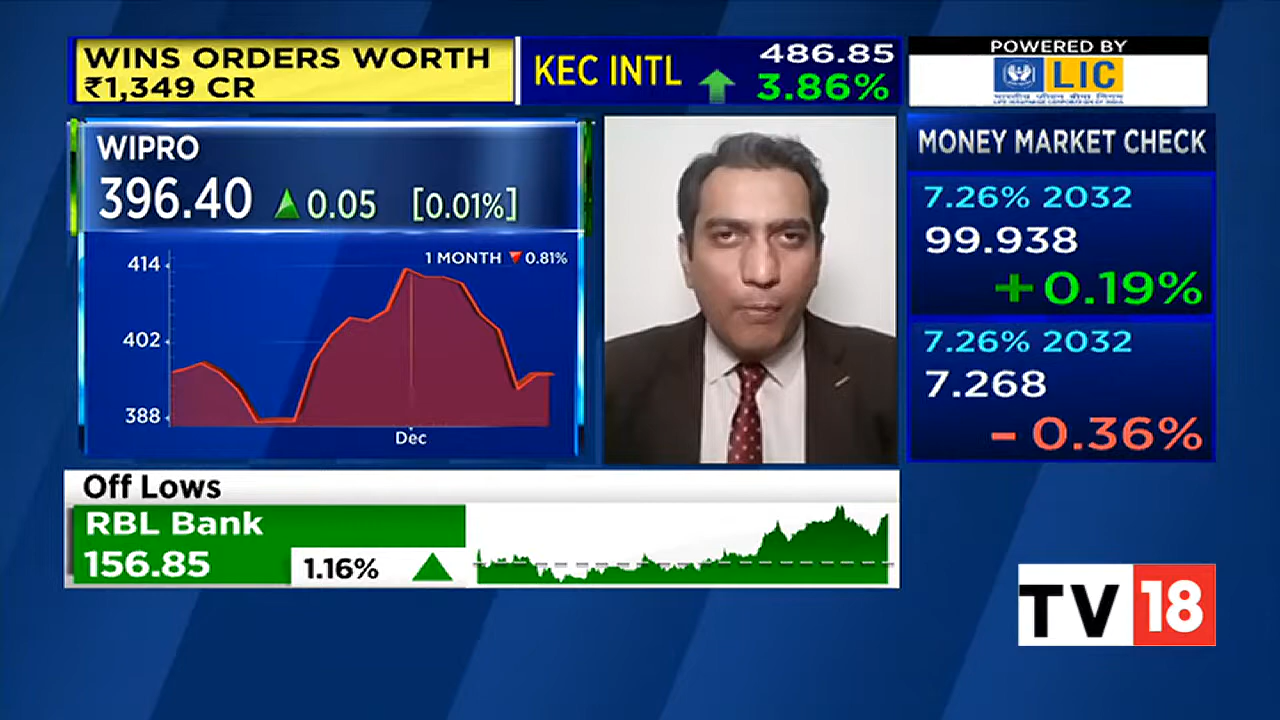 WINS ORDERS WORTH
₹1,349 CR
KEC INTL
486.85
3.86%
POWERED BY
LIC
WIPRO
396.40
0.05 [0.01%]
1 MONTH 0.81%
414
402
388
Dec
MONEY MARKET CHECK
7.26% 2032
99.938
+0.19%
7.26% 2032
7.268
- 0.36%
Off Lows
RBL Bank
156.85
1.16%
TV 18